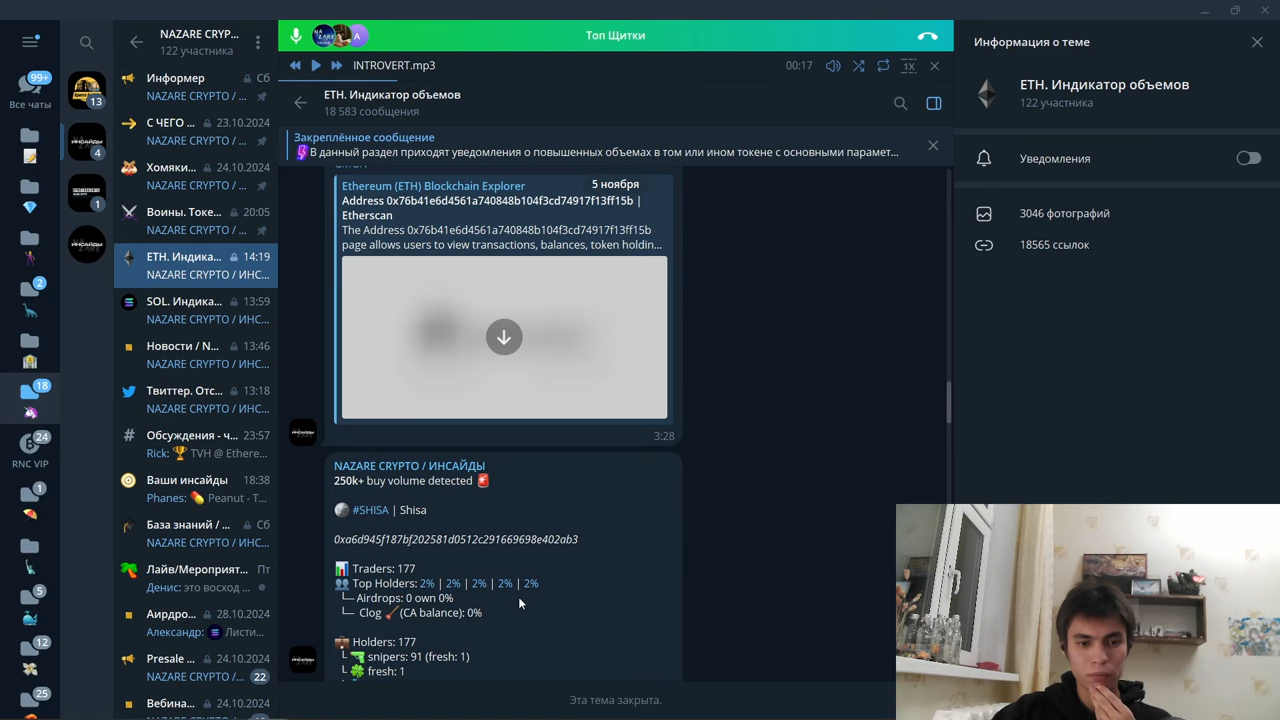 99+
Все чаты
2
18
24
RNC VIP
1
5
12
25
13
ИНСАЙДЫ
4
1
ИНСАЙДЫ
NAZARE CRYP...
122 участника
Информер Сб
NAZARE CRYPTO / ...
С ЧЕГО ... 23.10.2024
NAZARE CRYPTO / ...
Хомяки... 24.10.2024
NAZARE CRYPTO / ...
Воины. Токе... 20:05
NAZARE CRYPTO / ...
ETH. Индика... 14:19
NAZARE CRYPTO / ИНС...
SOL. Индика... 13:59
NAZARE CRYPTO / ИНС...
Новости / N... 13:46
NAZARE CRYPTO / ИНС...
Твиттер. Отс... 13:18
NAZARE CRYPTO / ИНС...
Обсуждения - ч... 23:57
Rick: 🏆 TVH @ Ethere...
Ваши инсайды 18:38
Phanes: 💊 Peanut - T...
База знаний / ... Сб
NAZARE CRYPTO / ИНС...
Лайв/Мероприят... Пт
Денис: это восход ...
Аирдро... 28.10.2024
Александр: Листи...
Presale ... 24.10.2024
NAZARE CRYPTO / ... 22
Вебина... 24.10.2024
NAZARE CRYPTO / ИНС...
Топ Щитки
A
INTROVERT.mp3 00:17 1X
ETH. Индикатор объемов
18 583 сообщения
Закреплённое сообщение
В данный раздел приходят уведомления о повышенных объемах в том или ином токене с основными парамет...
5 ноября
Ethereum (ETH) Blockchain Explorer
Address 0x76b41e6d4561a740848b104f3cd74917f13ff15b |
Etherscan
The Address 0x76b41e6d4561a740848b104f3cd74917f13ff15b
page allows users to view transactions, balances, token holdin...
3:28
NAZARE CRYPTO / ИНСАЙДЫ
250k+ buy volume detected 🚨
#SHISA | Shisa
0xa6d945f187bf202581d0512c291669698e402ab3
📊 Traders: 177
👥 Top Holders: 2% | 2% | 2% | 2% | 2%
└─ Airdrops: 0 own 0%
└─ Clog 🪠 (CA balance): 0%
💼 Holders: 177
└ 🔫 snipers: 91 (fresh: 1)
└ 🍀 fresh: 1
Эта тема закрыта.
Информация о теме
ETH. Индикатор объемов
122 участника
Уведомления
3046 фотографий
18565 ссылок